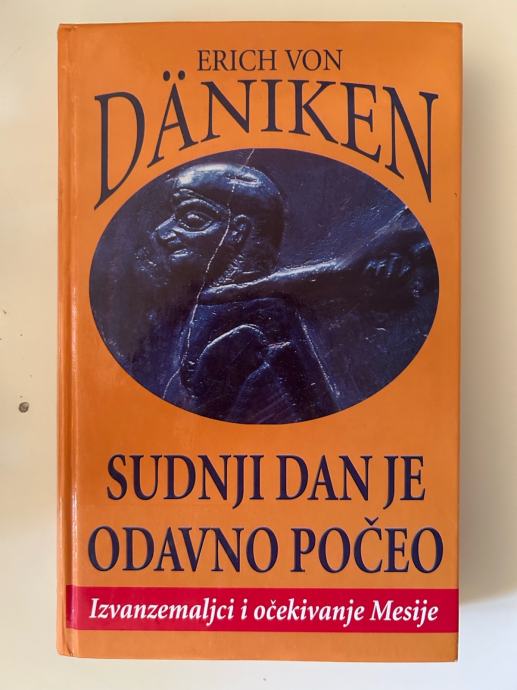 ERICH VON
DÄNIKEN
SUDNJI DAN JE
ODAVNO POČEO
Izvanzemaljci i očekivanje Mesije